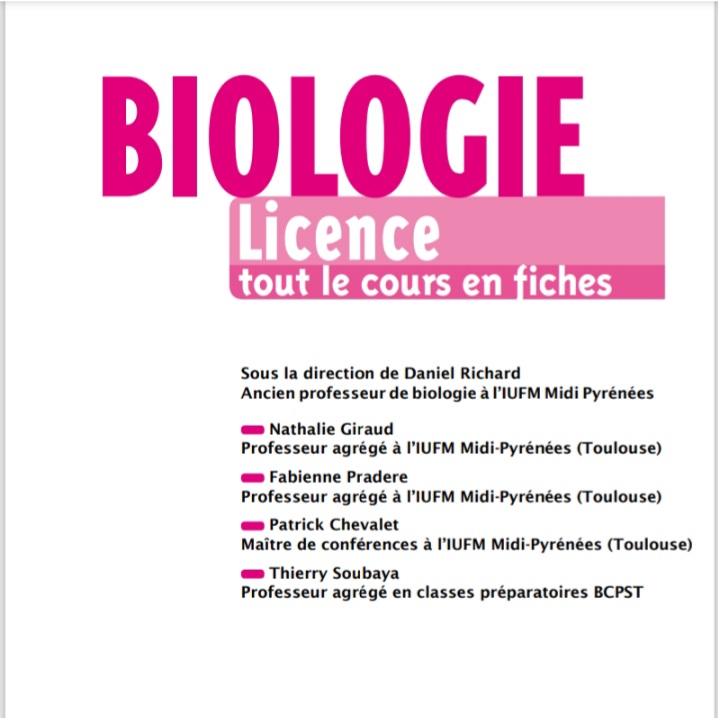 BIOLOGIE
Licence
tout le cours en fiches
Sous la direction de Daniel Richard
Ancien professeur de biologie à l'IUFM Midi Pyrénées
Nathalie Giraud
Professeur agrégé à l'IUFM Midi-Pyrénées (Toulouse)
Fabienne Pradere
Professeur agrégé à l'IUFM Midi-Pyrénées (Toulouse)
Patrick Chevalet
Maître de conférences à l'IUFM Midi-Pyrénées (Toulouse)
Thierry Soubaya
Professeur agrégé en classes préparatoires BCPST